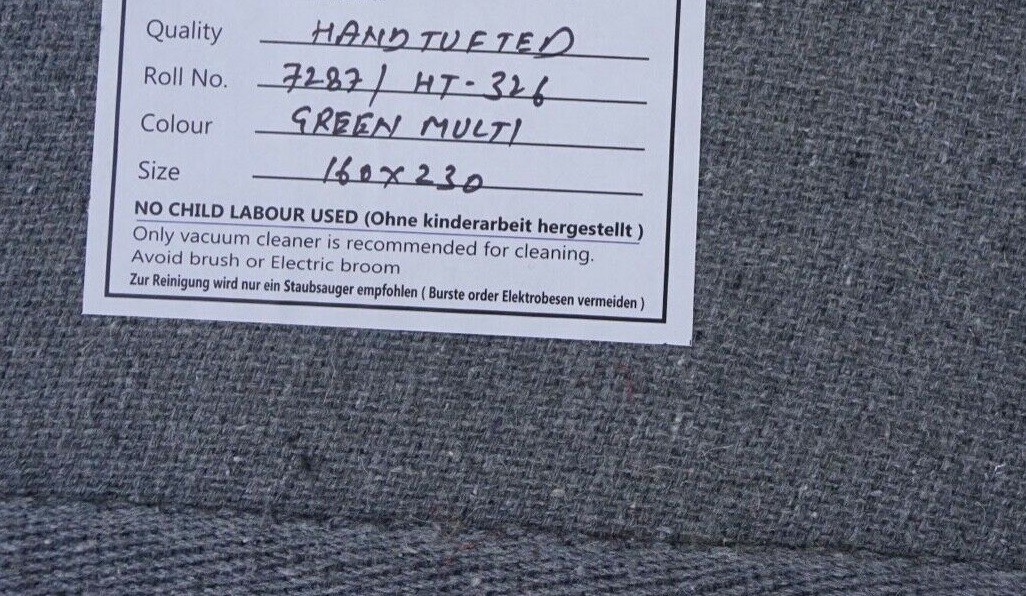 Quality HAND TUFTED
Roll No. 7287/ HT-326
Colour GREEN MULTI
Size 160x230
NO CHILD LABOUR USED (Ohne kinderarbeit hergestellt )
Only vacuum cleaner is recommended for cleaning.
Avoid brush or Electric broom
Zur Reinigung wird nur ein Staubsauger empfohlen ( Burste order Elektrobesen vermeiden )